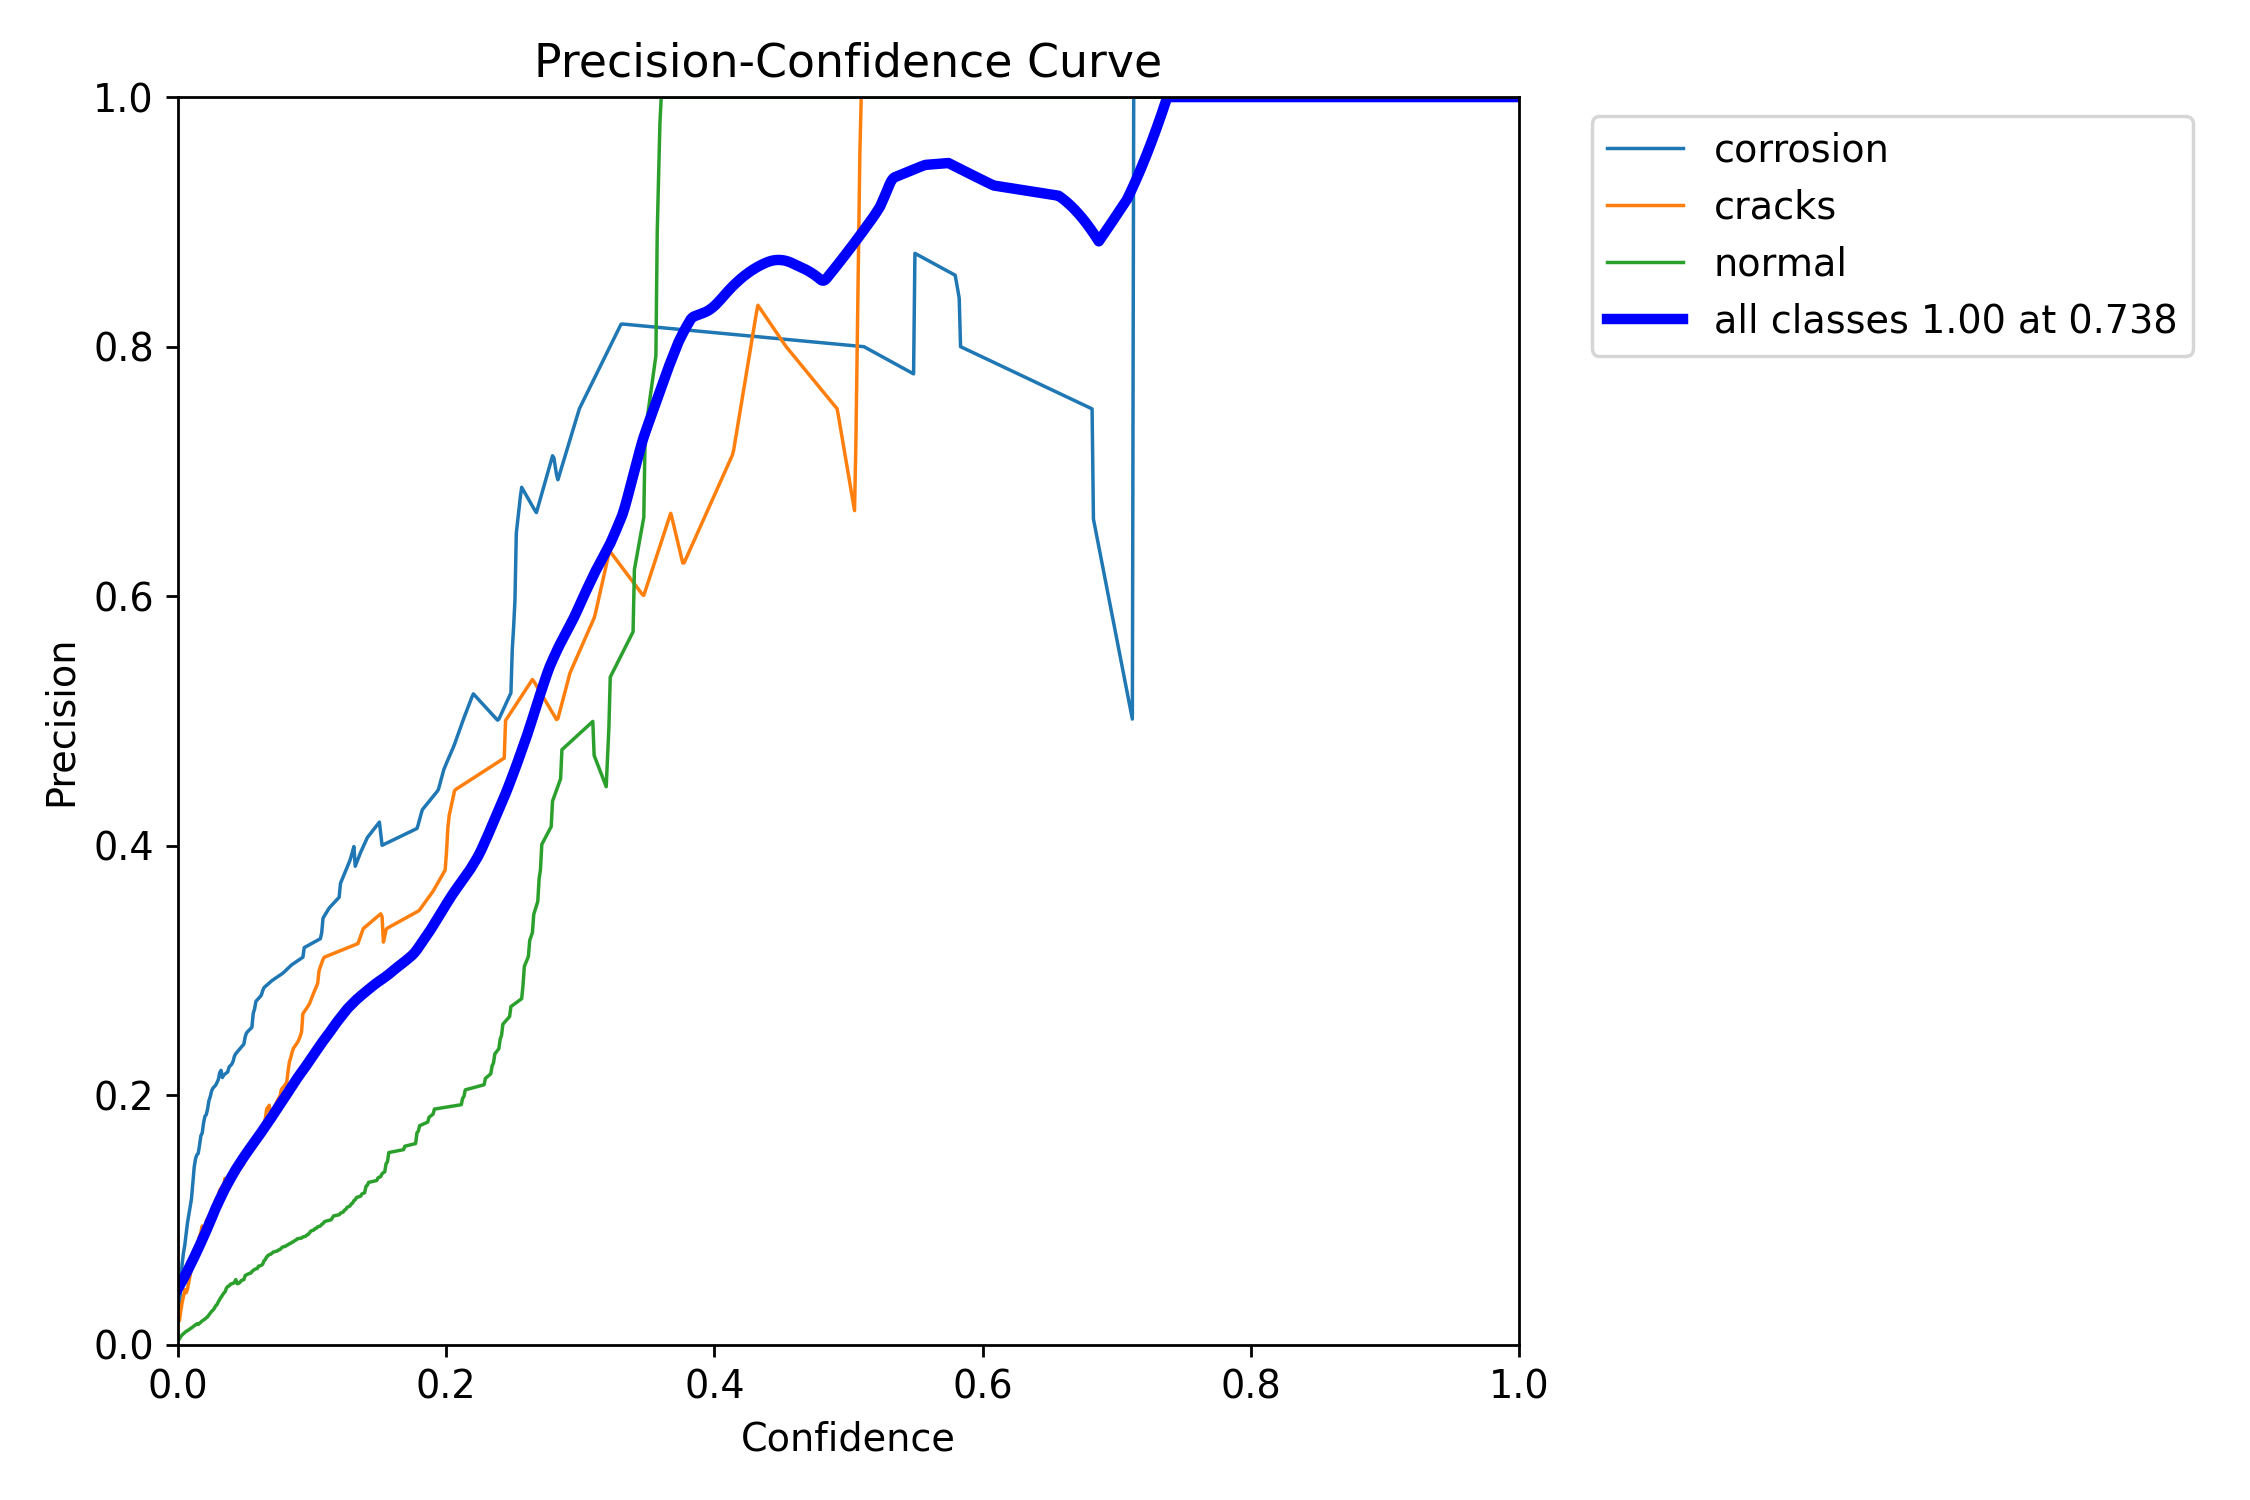 Precision-Confidence Curve
1.0
0.8
0.6
0.4
0.2
0.0
Precision
0.0 0.2 0.4 0.6 0.8 1.0
Confidence
corrosion
cracks
normal
all classes 1.00 at 0.738